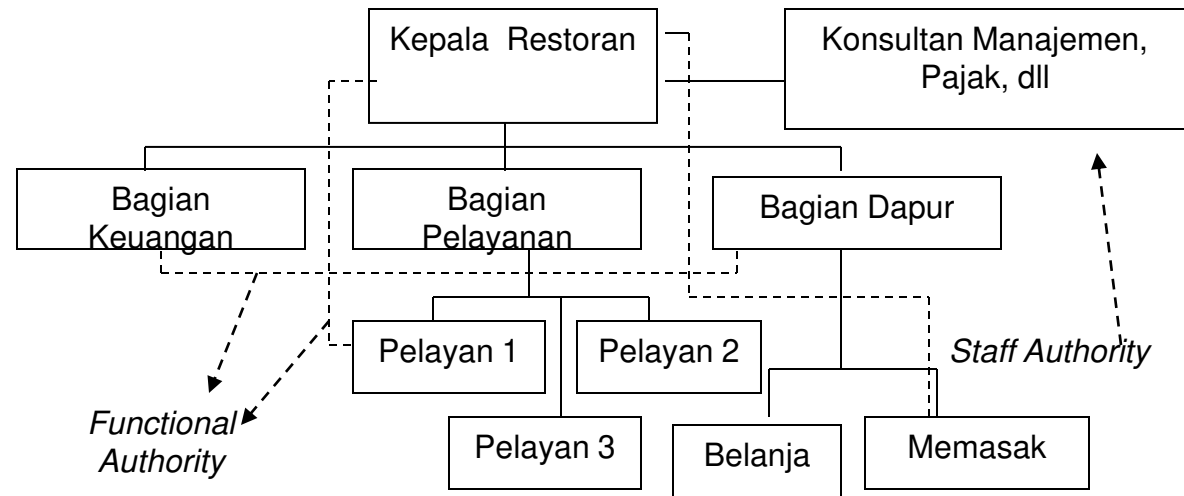 Kepala Restoran
Konsultan Manajemen,
Pajak, dll
Bagian
Keuangan
Bagian
Pelayanan
Bagian Dapur
Pelayan 1
Pelayan 2
Staff Authority
Functional
Authority
Pelayan 3
Belanja
Memasak